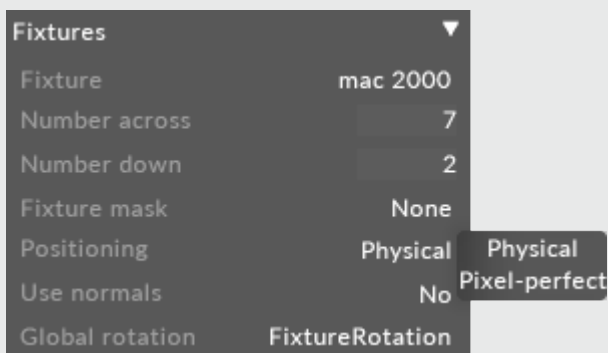 Fixtures
Fixture mac 2000
Number across 7
Number down 2
Fixture mask None
Positioning Physical Physical
Pixel-perfect
Use normals No
Global rotation FixtureRotation